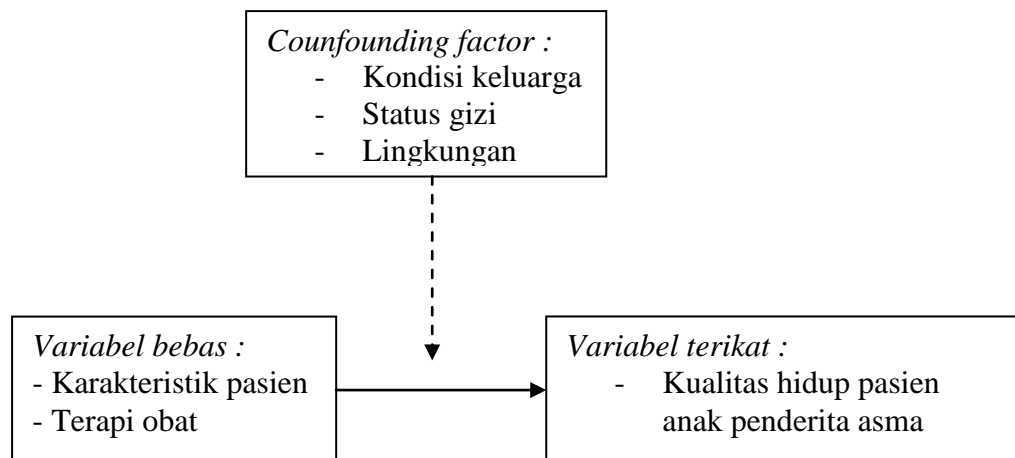 Counfounding factor :
- Kondisi keluarga
- Status gizi
- Lingkungan
Variabel bebas :
- Karakteristik pasien
- Terapi obat
Variabel terikat :
- Kualitas hidup pasien
anak penderita asma